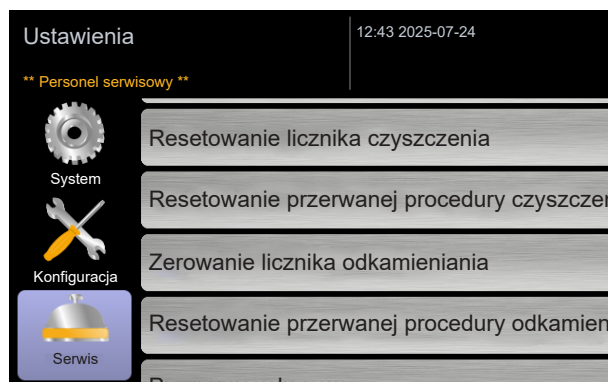 Ustawienia
12:43 2025-07-24
** Personel serwisowy **
Resetowanie licznika czyszczenia
System
Resetowanie przerwanej procedury czyszczen
Konfiguracja
Zerowanie licznika odkamieniania
Resetowanie przerwanej procedury odkamien
Serwis